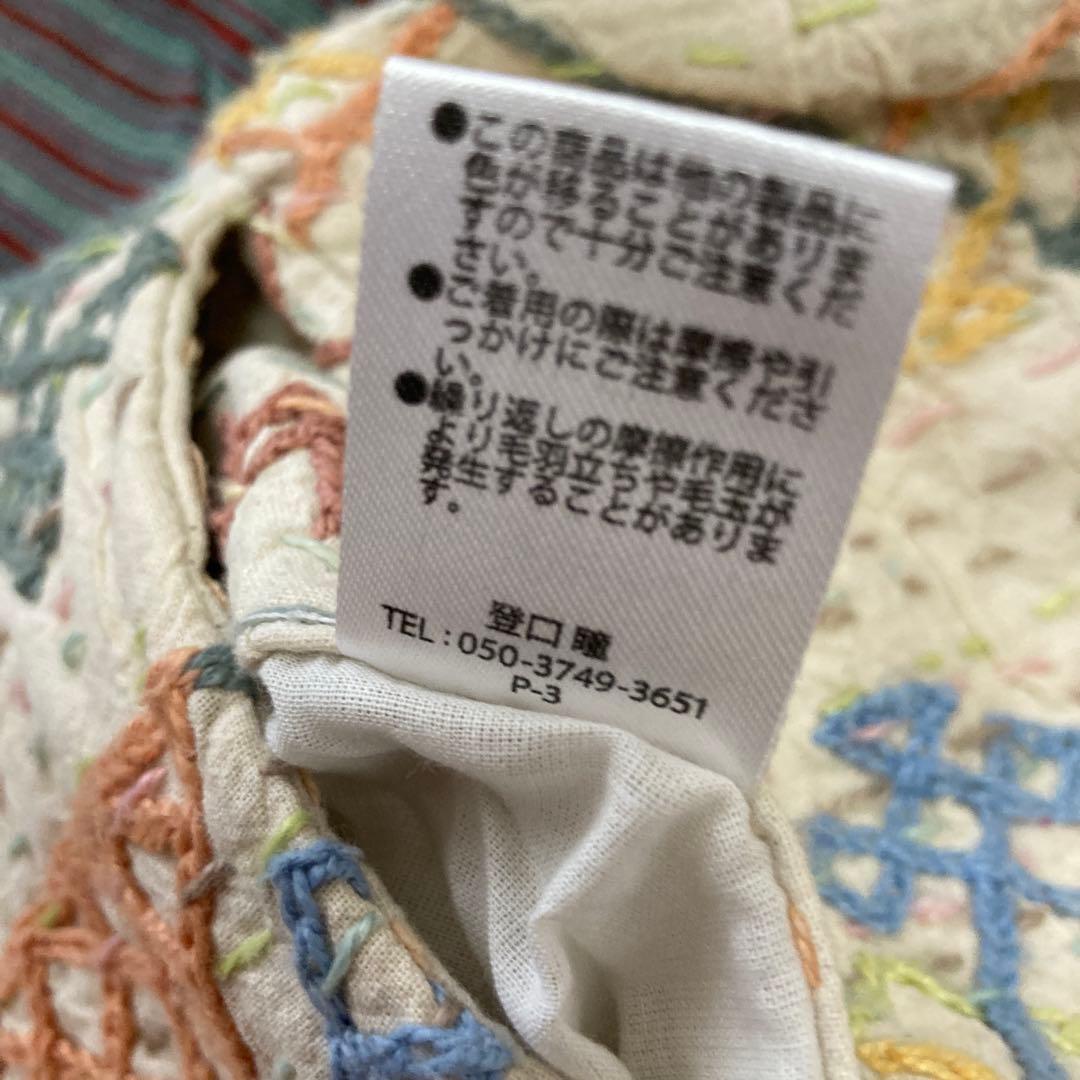 ●この商品は他の製品に
色が移ることがありま
すので十分ご注意くだ
さい。
●ご着用の際は摩擦や引
っかけにご注意くださ
い。
●繰り返しの摩擦作用に
より毛羽立ちや毛玉が
発生することがありま
す。
登口 瞳
TEL : 050-3749-3651
P-3